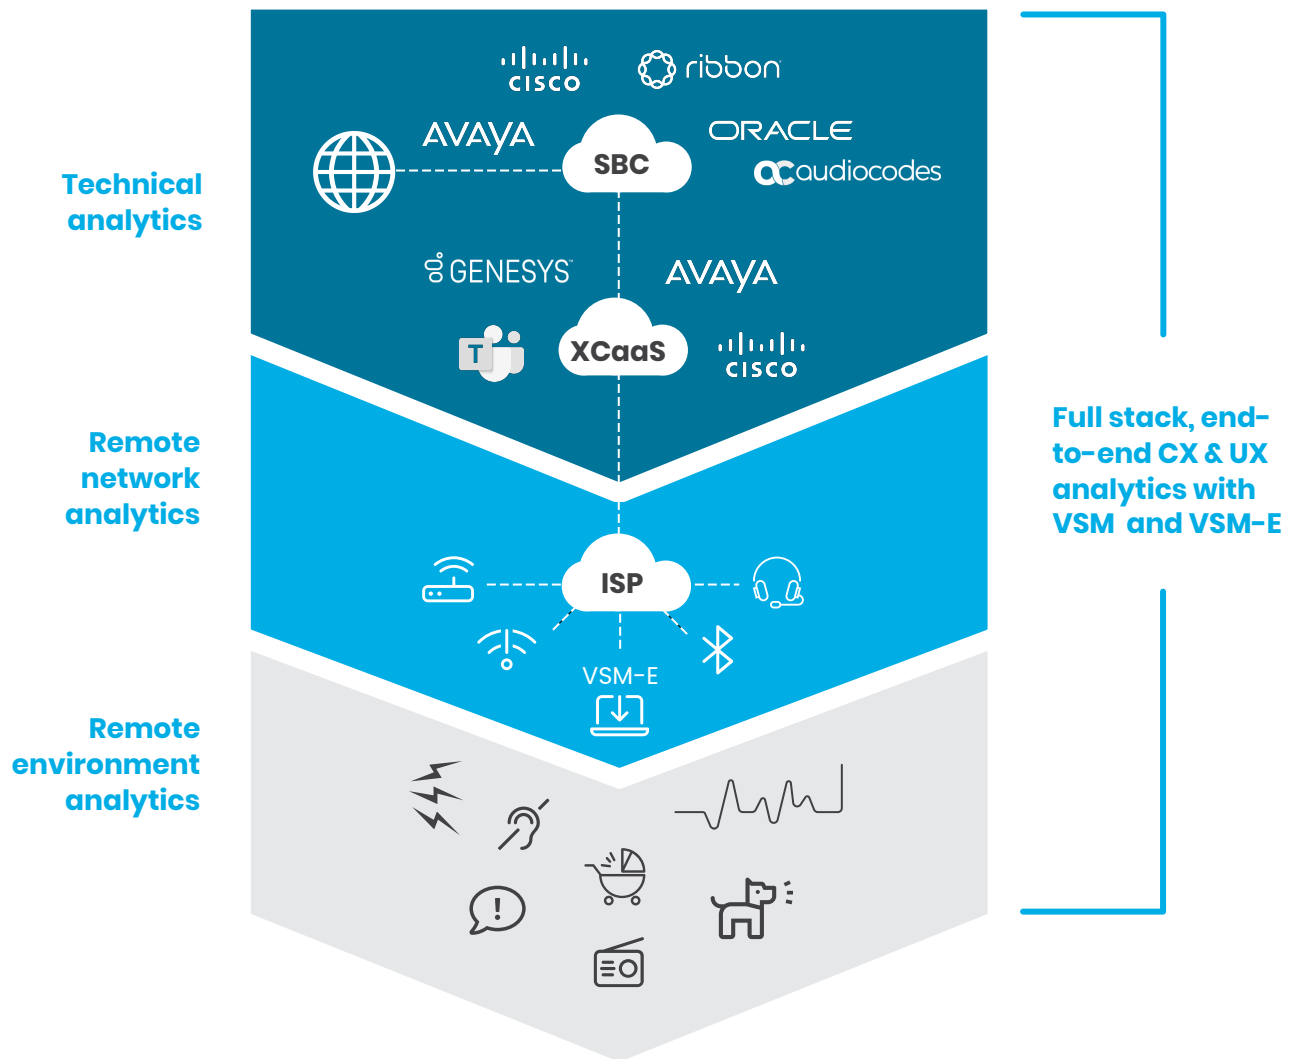 CISCO
ribbon
AVAYA
ORACLE
SBC
audiocodes
Technical
analytics
GENESYS™
AVAYA
T
XCaaS
CISCO
Full stack, end-
to-end CX & UX
analytics with
VSM and VSM-E
Remote
network
analytics
ISP
VSM-E
Remote
environment
analytics
!